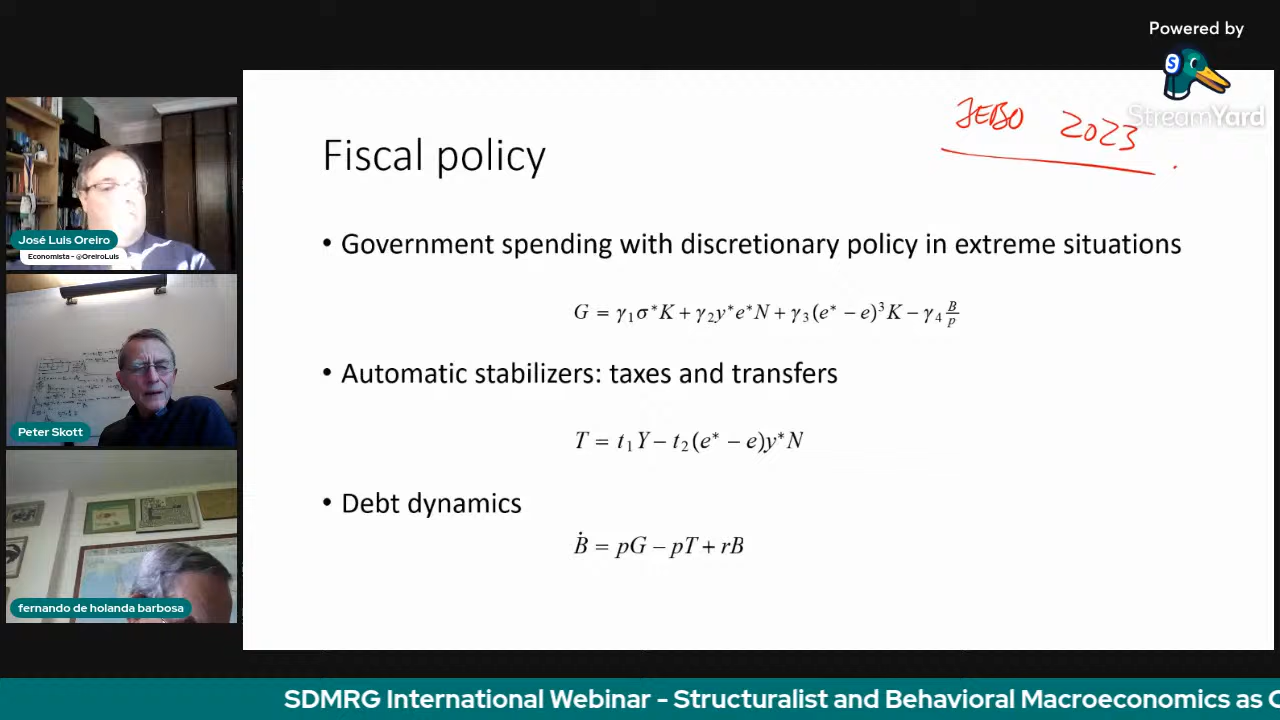 Powered by
StreamYard
JEBO 2023
Fiscal policy
José Luis Oreiro
Economista - @OreiroLuis
• Government spending with discretionary policy in extreme situations
G = γ₁σ*K + γ₂y*e*N + γ₃(e* − e)³K − γ₄ B/p
• Automatic stabilizers: taxes and transfers
Peter Skott
T = t₁Y − t₂(e* − e)y*N
• Debt dynamics
Ḃ = pG − pT + rB
fernando de holanda barbosa
SDMRG International Webinar - Structuralist and Behavioral Macroeconomics as